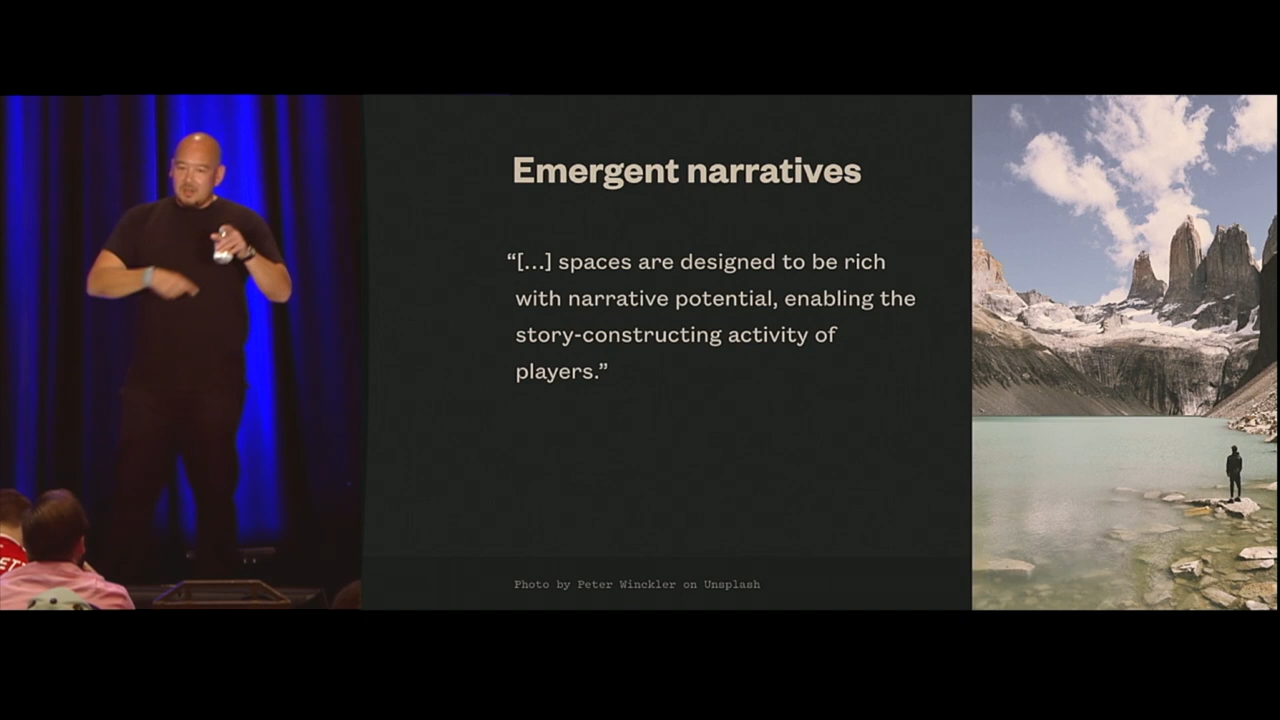 Emergent narratives
“[...] spaces are designed to be rich
with narrative potential, enabling the
story-constructing activity of
players.”
Photo by Peter Winckler on Unsplash